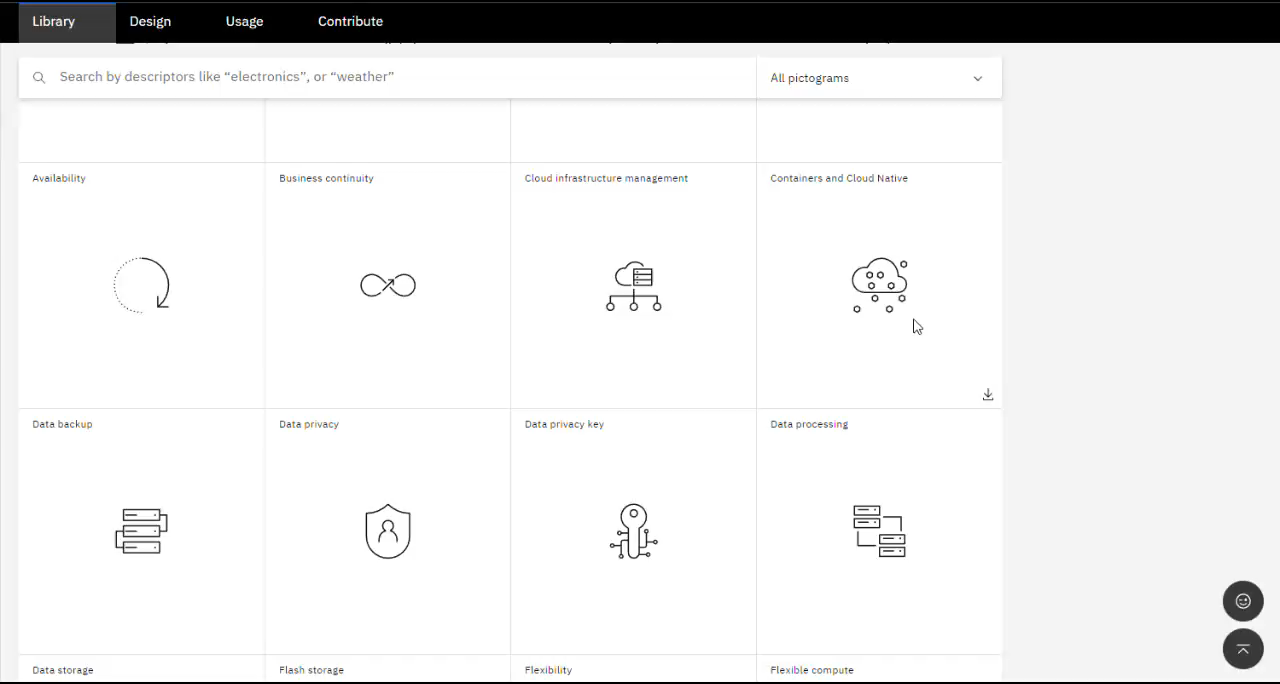 Library Design Usage Contribute
Search by descriptors like “electronics”, or “weather” All pictograms
Availability Business continuity Cloud infrastructure management Containers and Cloud Native
Data backup Data privacy Data privacy key Data processing
Data storage Flash storage Flexibility Flexible compute